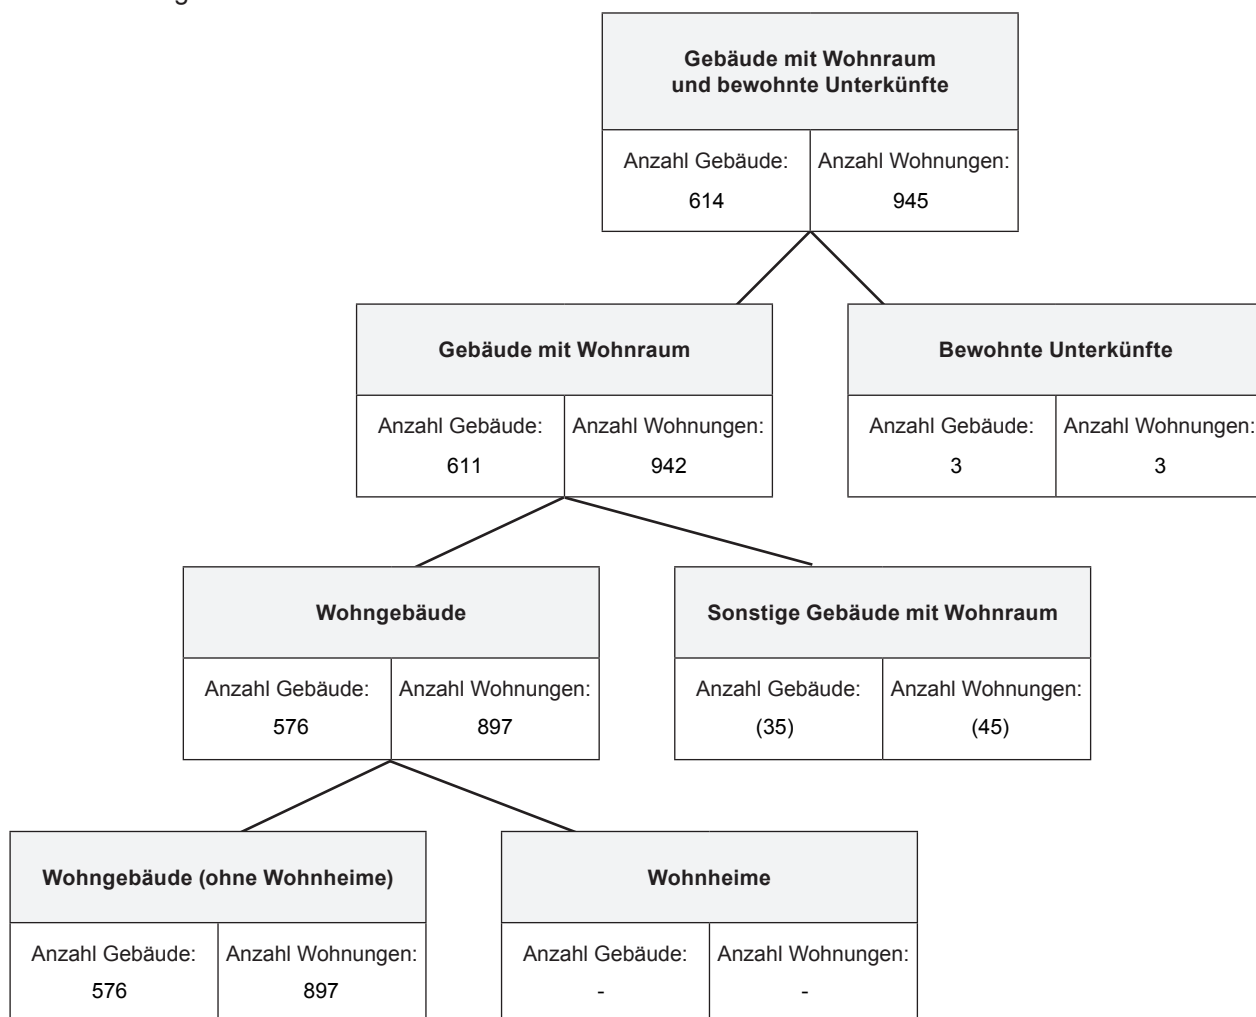 Gebäude mit Wohnraum
und bewohnte Unterkünfte
Anzahl Gebäude: Anzahl Wohnungen:
614 945
Gebäude mit Wohnraum
Bewohnte Unterkünfte
Anzahl Gebäude: Anzahl Wohnungen:
611 942
Anzahl Gebäude: Anzahl Wohnungen:
3 3
Wohngebäude
Sonstige Gebäude mit Wohnraum
Anzahl Gebäude: Anzahl Wohnungen:
576 897
Anzahl Gebäude: Anzahl Wohnungen:
(35) (45)
Wohngebäude (ohne Wohnheime)
Wohnheime
Anzahl Gebäude: Anzahl Wohnungen:
576 897
Anzahl Gebäude: Anzahl Wohnungen:
- -